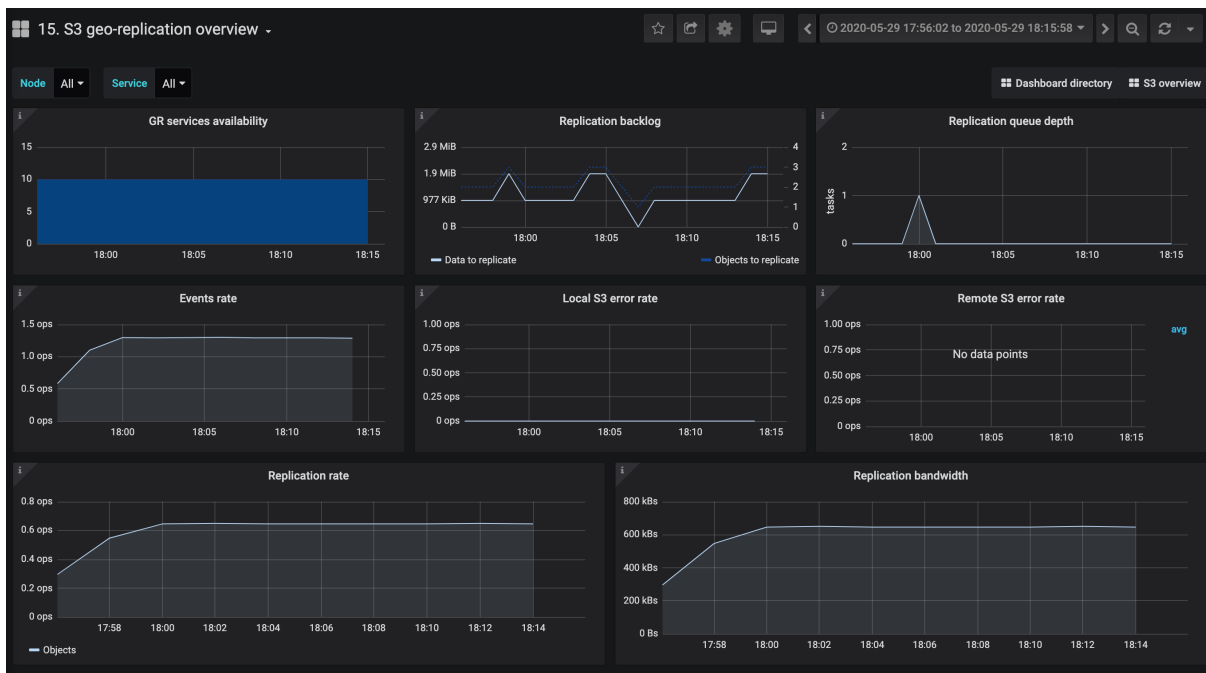 15. S3 geo-replication overview
2020-05-29 17:56:02 to 2020-05-29 18:15:58
Node All Service All
Dashboard directory S3 overview
GR services availability
15
10
5
0
18:00 18:05 18:10 18:15
Replication backlog
2.9 MiB
1.9 MiB
977 KiB
0 B
4
3
2
1
0
18:00 18:05 18:10 18:15
Data to replicate Objects to replicate
Replication queue depth
tasks
2
1
0
18:00 18:05 18:10 18:15
Events rate
1.5 ops
1.0 ops
0.5 ops
0 ops
18:00 18:05 18:10 18:15
Local S3 error rate
1.00 ops
0.75 ops
0.50 ops
0.25 ops
0 ops
18:00 18:05 18:10 18:15
Remote S3 error rate
1.00 ops
0.75 ops
0.50 ops
0.25 ops
0 ops
No data points
avg
18:00 18:05 18:10 18:15
Replication rate
0.8 ops
0.6 ops
0.4 ops
0.2 ops
0 ops
17:58 18:00 18:02 18:04 18:06 18:08 18:10 18:12 18:14
Objects
Replication bandwidth
800 kBs
600 kBs
400 kBs
200 kBs
0 Bs
17:58 18:00 18:02 18:04 18:06 18:08 18:10 18:12 18:14